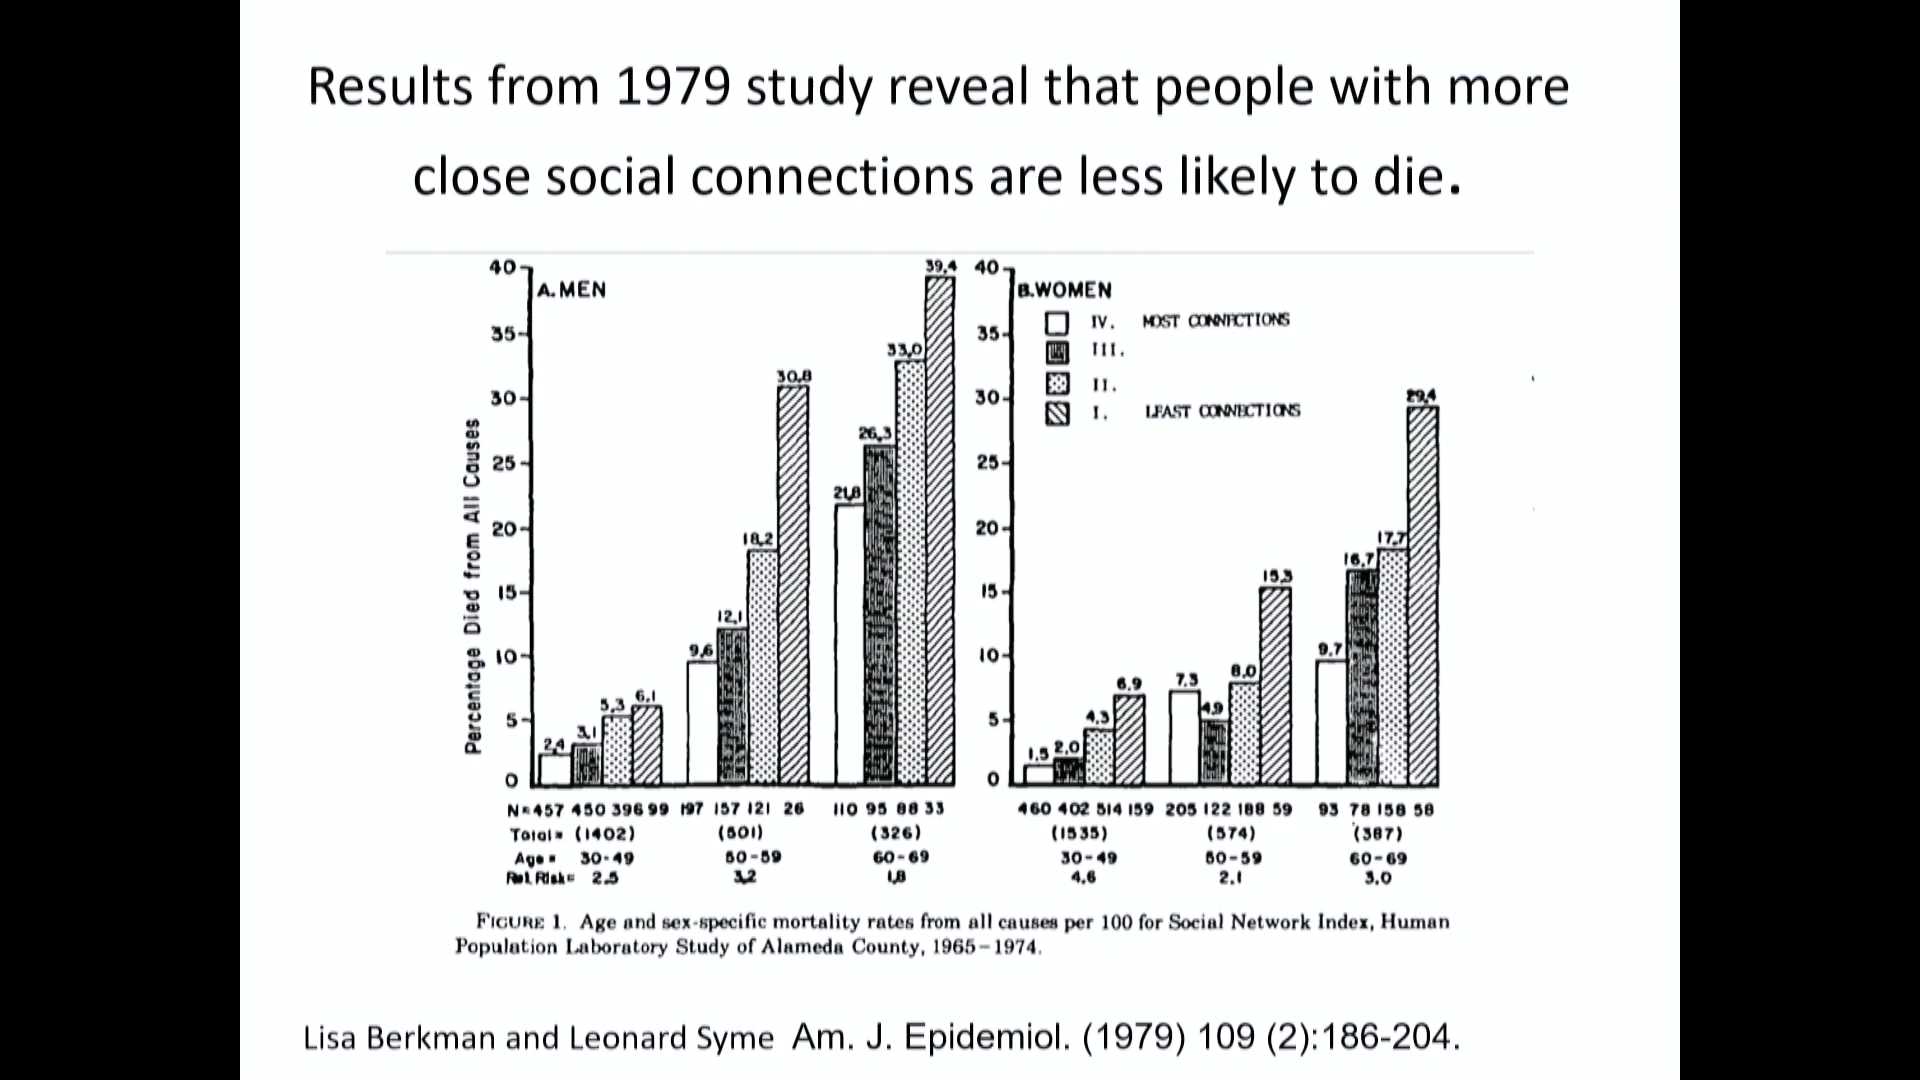 Results from 1979 study reveal that people with more
close social connections are less likely to die.
Percentage Died from All Causes
40
35
30
25
20
15
10
5
0
A. MEN
2.4 3.1 5.3 6.1
9.6 12.1 18.2 30.8
21.8 26.3 33.0 39.4
N=457 450 396 99 197 157 121 26 110 95 88 33
Total= (1402) (501) (326)
Age= 30-49 50-59 60-69
Rel. Risk= 2.5 3.2 1.8
40
35
30
25
20
15
10
5
0
B. WOMEN
IV. MOST CONNECTIONS
III.
II.
I. LEAST CONNECTIONS
1.5 2.0 4.3 6.9
7.3 4.9 8.0 15.3
9.7 16.7 17.7 29.4
460 402 514 159 205 122 188 59 93 78 158 58
(1535) (574) (387)
30-49 50-59 60-69
4.6 2.1 3.0
FIGURE 1. Age and sex-specific mortality rates from all causes per 100 for Social Network Index, Human
Population Laboratory Study of Alameda County, 1965-1974.
Lisa Berkman and Leonard Syme Am. J. Epidemiol. (1979) 109 (2):186-204.